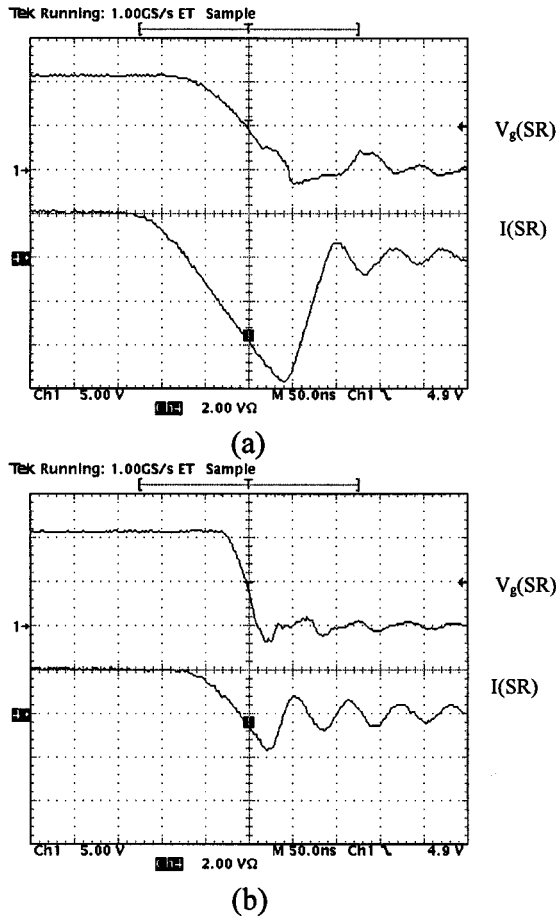 Tek Running: 1.00GS/s ET Sample
V_g(SR)
1→
I(SR)
Ch1 5.00 V M 50.0ns Ch1 4.9 V
Ch4 2.00 VΩ
(a)
Tek Running: 1.00GS/s ET Sample
V_g(SR)
1→
I(SR)
Ch1 5.00 V M 50.0ns Ch1 4.9 V
Ch4 2.00 VΩ
(b)